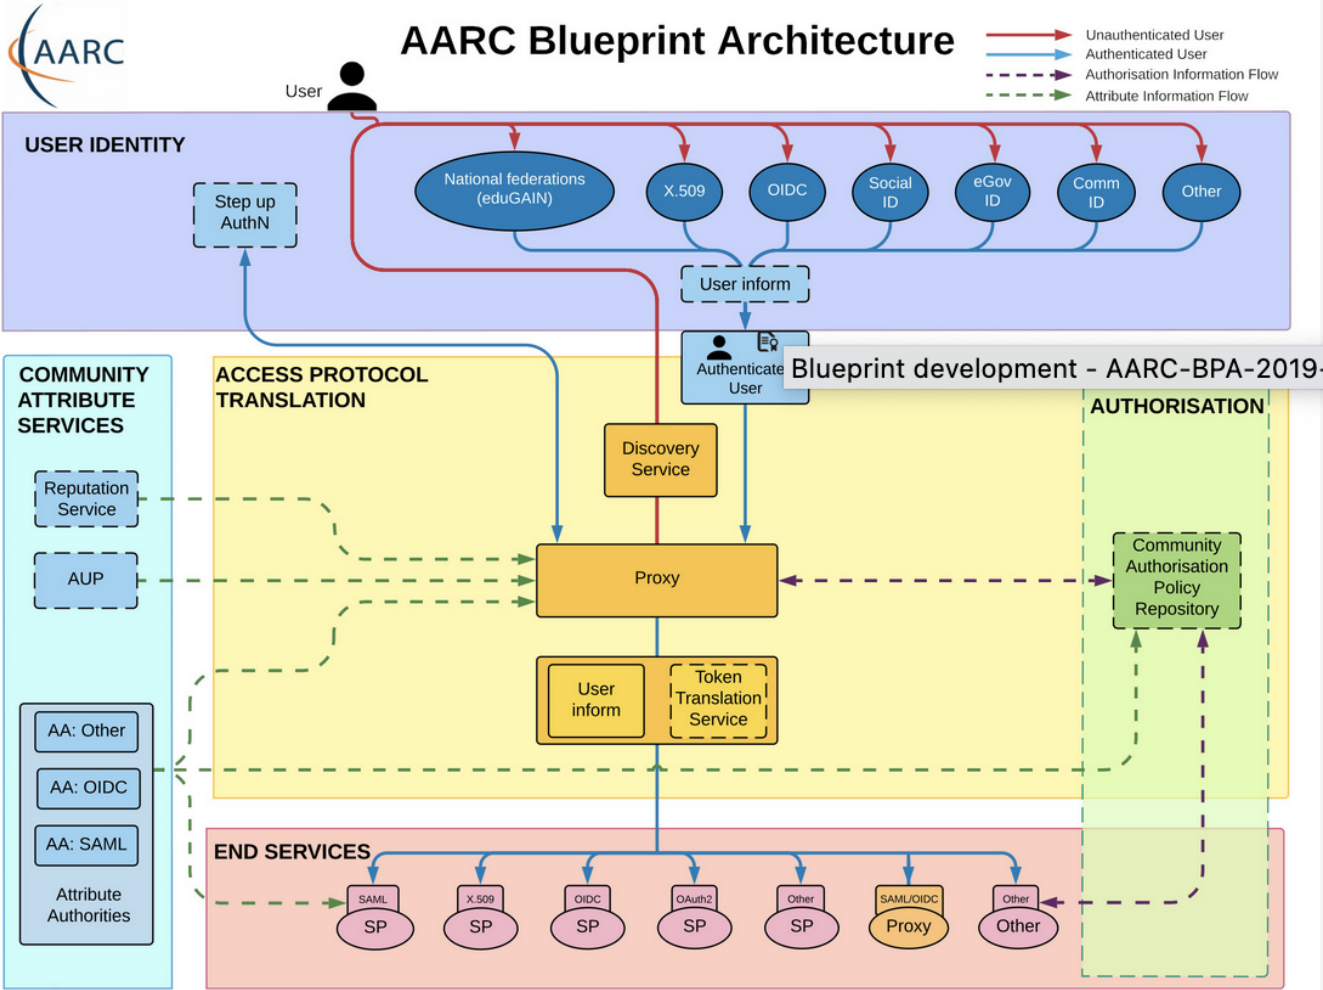 AARC
AARC Blueprint Architecture
Unauthenticated User
Authenticated User
Authorisation Information Flow
Attribute Information Flow
User
USER IDENTITY
Step up
AuthN
National federations
(eduGAIN)
X.509
OIDC
Social
ID
eGov
ID
Comm
ID
Other
User inform
Authenticate
User
Blueprint development - AARC-BPA-2019-
COMMUNITY
ATTRIBUTE
SERVICES
Reputation
Service
AUP
AA: Other
AA: OIDC
AA: SAML
Attribute
Authorities
ACCESS PROTOCOL
TRANSLATION
Discovery
Service
Proxy
User
inform
Token
Translation
Service
AUTHORISATION
Community
Authorisation
Policy
Repository
END SERVICES
SAML
SP
X.509
SP
OIDC
SP
OAuth2
SP
Other
SP
SAML/OIDC
Proxy
Other
Other